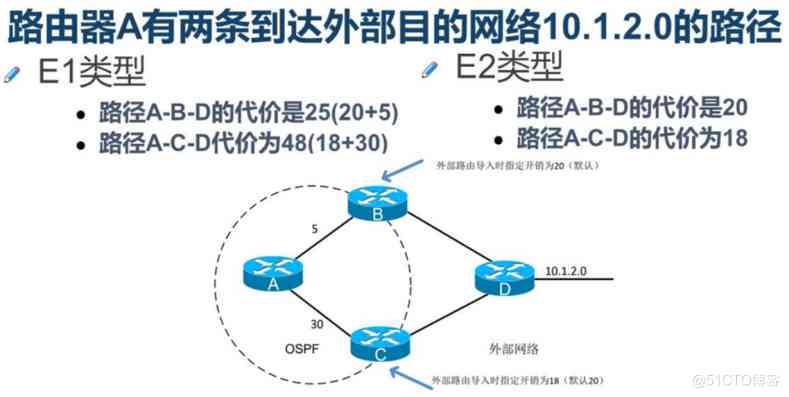 路由器A有两条到达外部目的网络10.1.2.0的路径
E1类型
路径A-B-D的代价是25(20+5)
路径A-C-D代价为48(18+30)
E2类型
路径A-B-D的代价是20
路径A-C-D的代价为18
外部路由导入时指定开销为20（默认）
B
5
A
D
10.1.2.0
30
OSPF
C
外部网络
外部路由导入时指定开销为18（默认20）
@51CTO博客